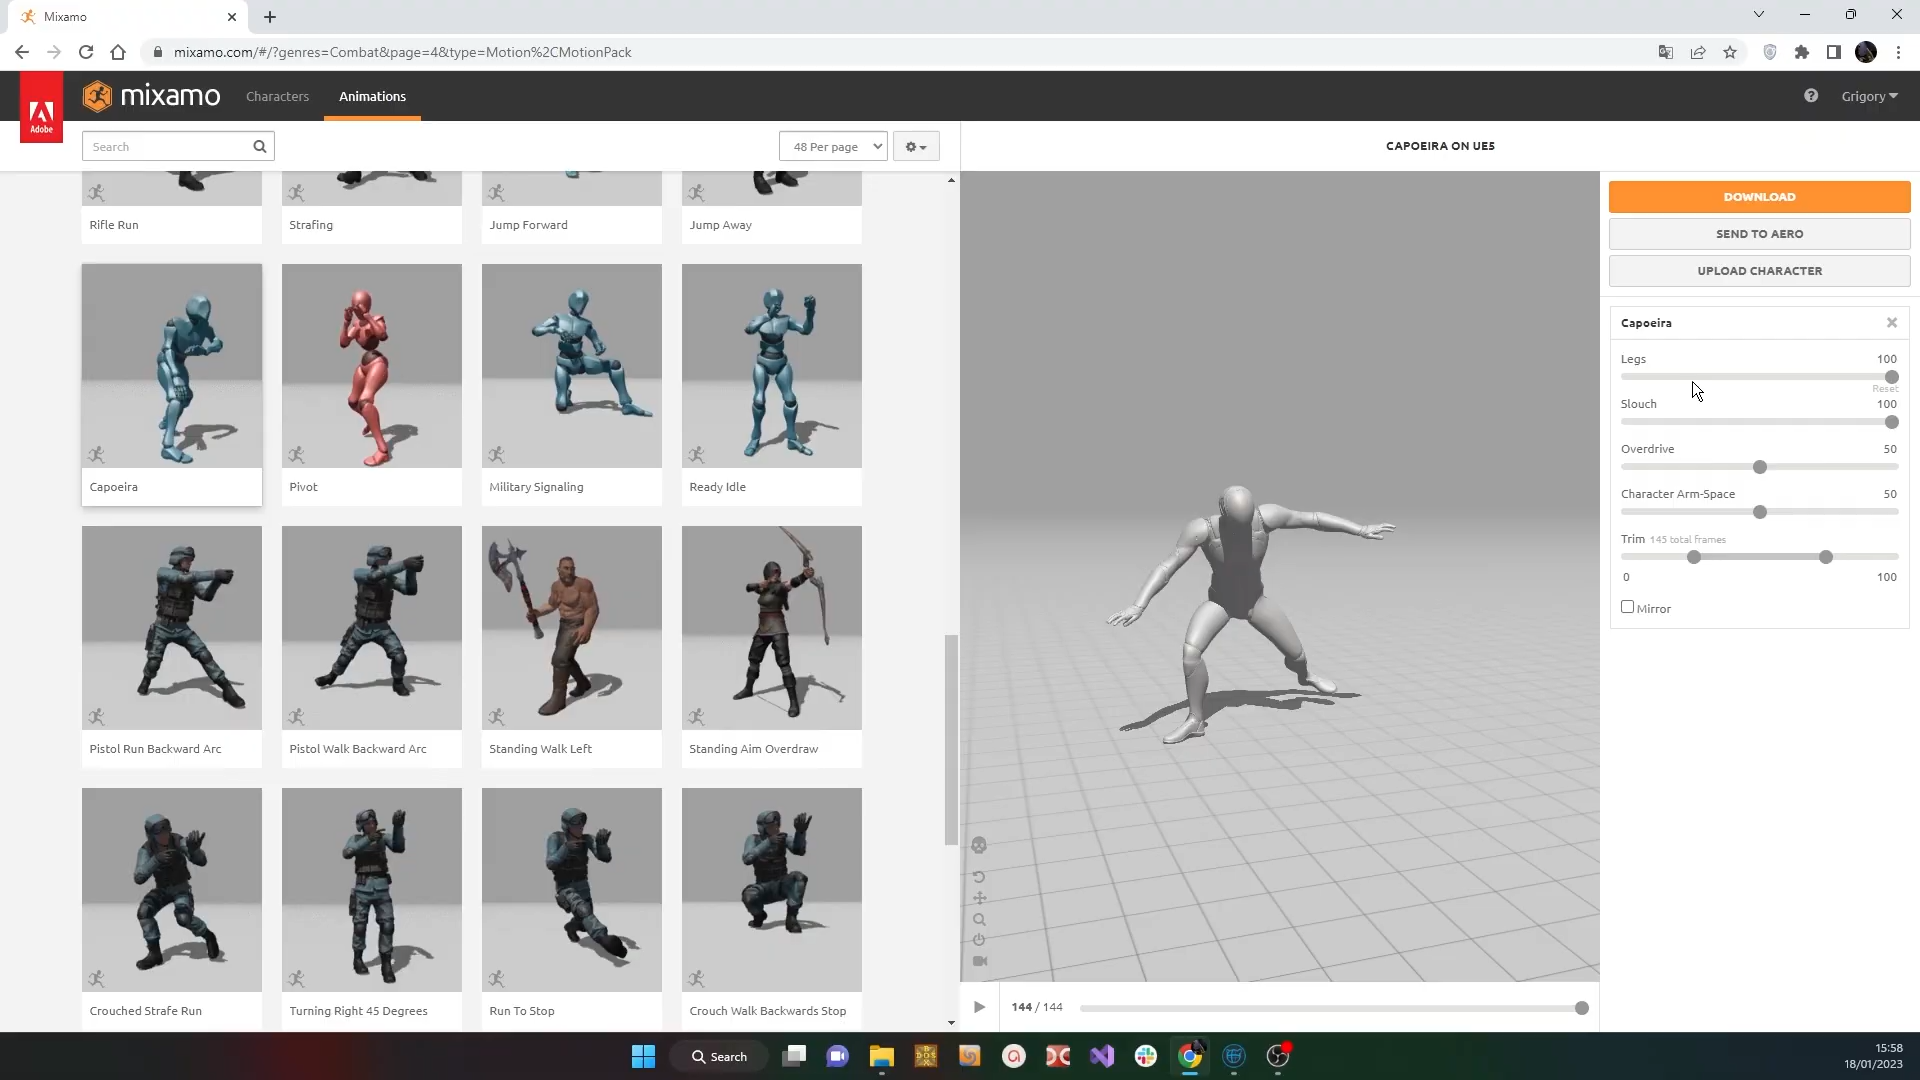 Mixamo
mixamo.com/#/?genres=Combat&page=4&type=Motion%2CMotionPack
Adobe
mixamo
Characters
Animations
Grigory
Search
48 Per page
CAPOEIRA ON UE5
Rifle Run
Strafing
Jump Forward
Jump Away
Capoeira
Pivot
Military Signaling
Ready Idle
Pistol Run Backward Arc
Pistol Walk Backward Arc
Standing Walk Left
Standing Aim Overdraw
Crouched Strafe Run
Turning Right 45 Degrees
Run To Stop
Crouch Walk Backwards Stop
144 / 144
DOWNLOAD
SEND TO AERO
UPLOAD CHARACTER
Capoeira
Legs 100
Reset
Slouch 100
Overdrive 50
Character Arm-Space 50
Trim 145 total frames
0 100
Mirror
Search
DOS
15:58
18/01/2023